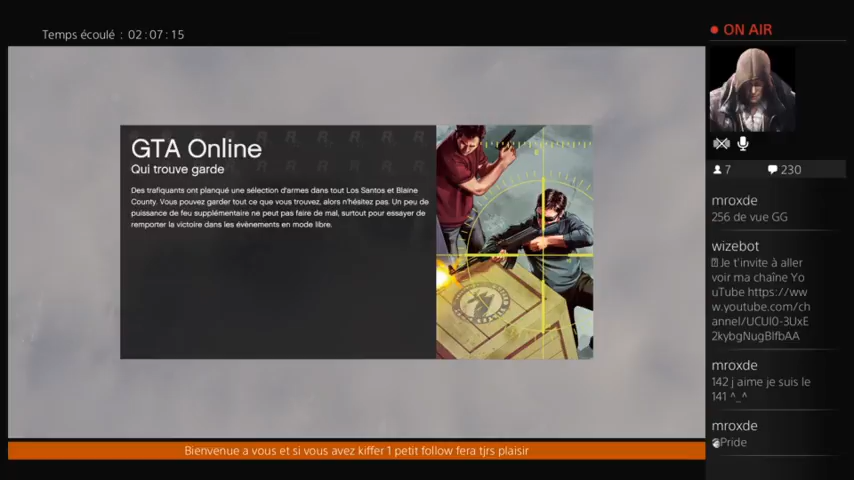 Temps écoulé : 02:07:15
ON AIR
GTA Online
Qui trouve garde
Des trafiquants ont planqué une sélection d'armes dans tout Los Santos et Blaine
County. Vous pouvez garder tout ce que vous trouvez, alors n'hésitez pas. Un peu de
puissance de feu supplémentaire ne peut pas faire de mal, surtout pour essayer de
remporter la victoire dans les évènements en mode libre.
7
230
mroxde
256 de vue GG
wizebot
Je t'invite à aller
voir ma chaîne Yo
uTube https://ww
w.youtube.com/ch
annel/UCUl0-3UxE
2kybgNugBlfbAA
mroxde
142 j aime je suis le
141 ^_^
mroxde
Pride
Bienvenue a vous et si vous avez kiffer 1 petit follow fera tjrs plaisir